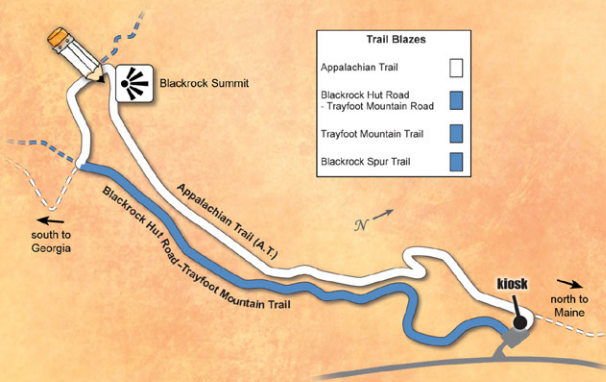 Trail Blazes
Appalachian Trail
Blackrock Hut Road
- Trayfoot Mountain Road
Trayfoot Mountain Trail
Blackrock Spur Trail
Blackrock Summit
Appalachian Trail (A.T.)
Blackrock Hut Road–Trayfoot Mountain Trail
south to
Georgia
N
kiosk
north to
Maine